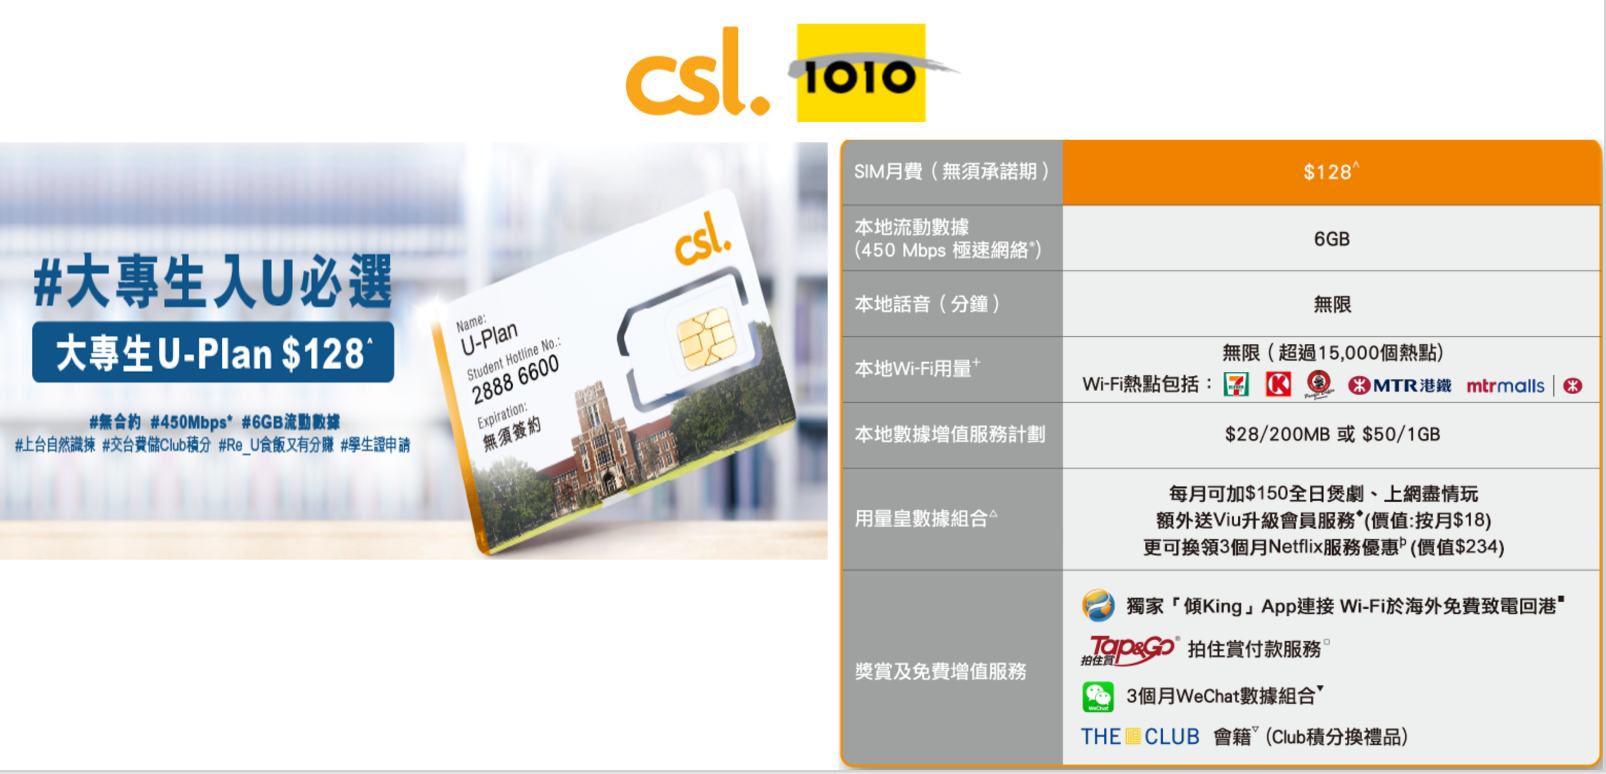 csl.
1O1O
#大專生入U必選
大專生U-Plan $128^
#無合約 #450Mbps* #6GB流動數據
#上台自然識揀 #交台費儲Club積分 #Re_U食飯又有分賺 #學生證申請
csl.
Name:
U-Plan
Student Hotline No.:
2888 6600
Expiration:
無須簽約
SIM月費（無須承諾期） $128^
本地流動數據
(450 Mbps 極速網絡*) 6GB
本地話音（分鐘） 無限
本地Wi-Fi用量+
無限（超過15,000個熱點）
Wi-Fi熱點包括： 7 ELEVEN K MTR港鐵 mtrmalls
本地數據增值服務計劃 $28/200MB 或 $50/1GB
用量皇數據組合△
每月可加$150全日煲劇、上網盡情玩
額外送Viu升級會員服務◆(價值:按月$18)
更可換領3個月Netflix服務優惠þ (價值$234)
獎賞及免費增值服務
獨家「傾King」App連接 Wi-Fi於海外免費致電回港■
Tap&Go® 拍住賞 拍住賞付款服務□
WeChat 3個月WeChat數據組合▼
THE CLUB 會籍▽ (Club積分換禮品)